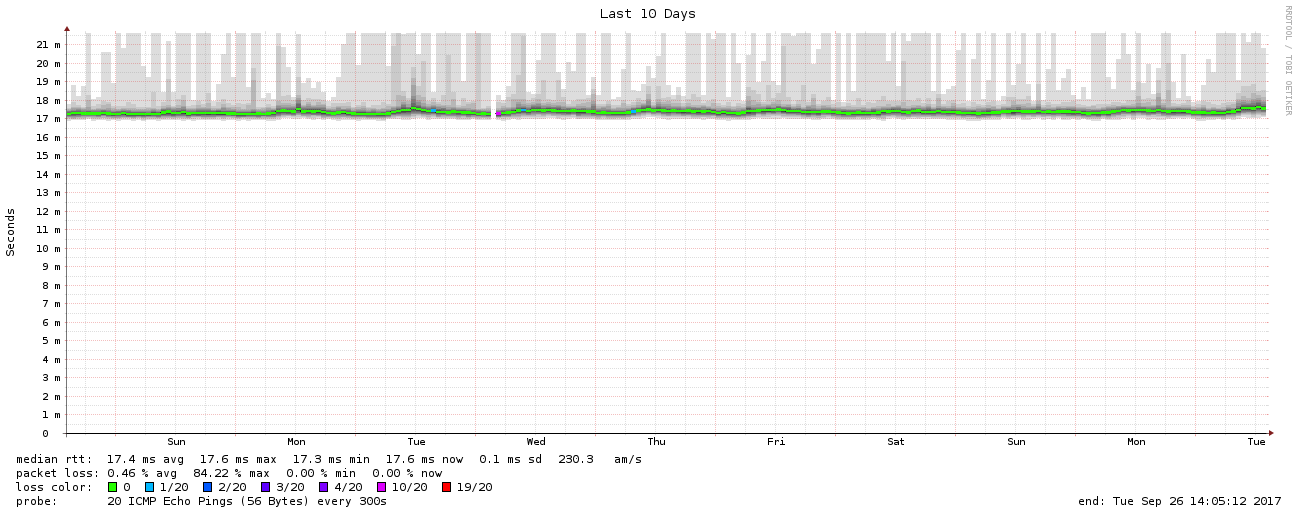 Last 10 Days
RRDTOOL / TOBI OETIKER
21 m
20 m
19 m
18 m
17 m
16 m
15 m
14 m
13 m
12 m
11 m
10 m
9 m
8 m
7 m
6 m
5 m
4 m
3 m
2 m
1 m
0
Seconds
Sun Mon Tue Wed Thu Fri Sat Sun Mon Tue
median rtt: 17.4 ms avg 17.6 ms max 17.3 ms min 17.6 ms now 0.1 ms sd 230.3 am/s
packet loss: 0.46 % avg 84.22 % max 0.00 % min 0.00 % now
loss color: 0 1/20 2/20 3/20 4/20 10/20 19/20
probe: 20 ICMP Echo Pings (56 Bytes) every 300s end: Tue Sep 26 14:05:12 2017